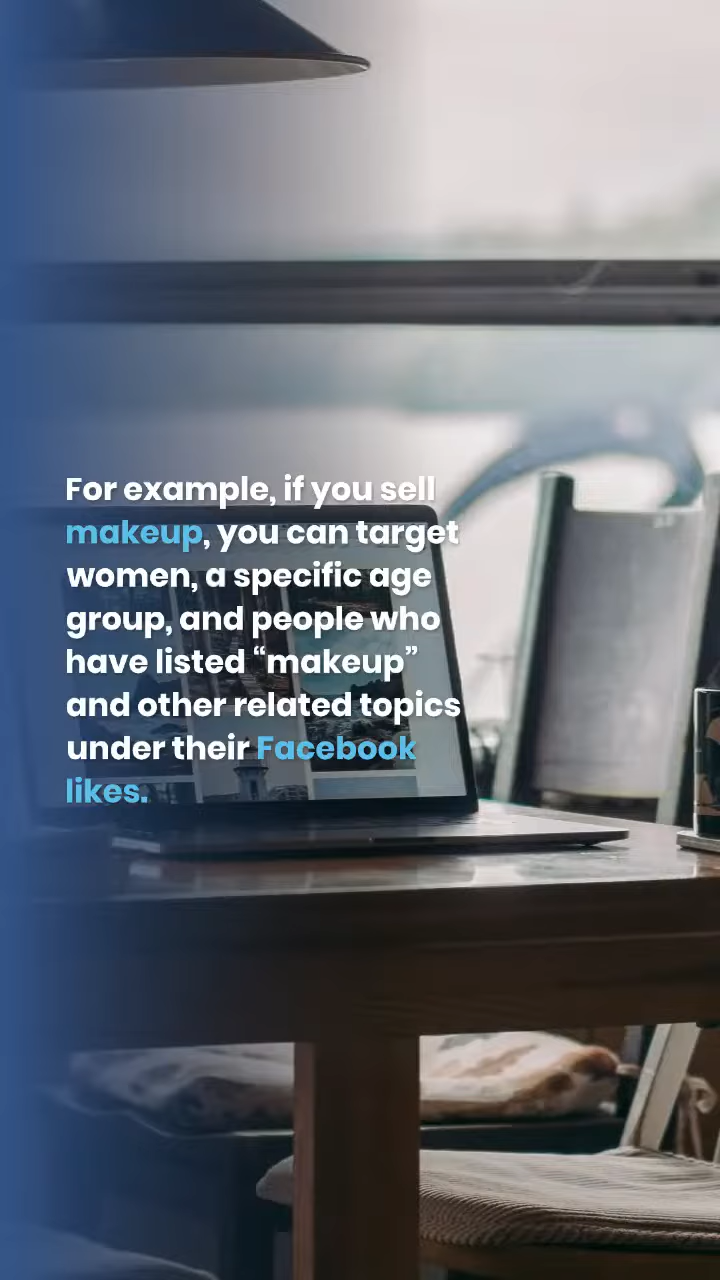 For example, if you sell
makeup, you can target
women, a specific age
group, and people who
have listed “makeup”
and other related topics
under their Facebook
likes.